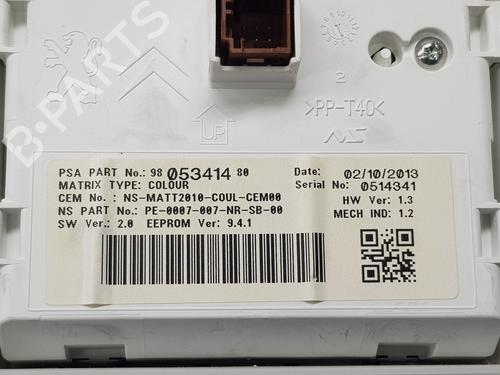 B-PARTS
2
>PP-T40<
UP
PSA PART No.: 98 053414 80
MATRIX TYPE: COLOUR
CEM No.: NS-MATT2010-COUL-CEM00
NS PART No.: PE-0007-007-NR-SB-00
SW Ver.: 2.0 EEPROM Ver.: 9.4.1
Date: 02/10/2013
Serial No: 0514341
HW Ver: 1.3
MECH IND: 1.2